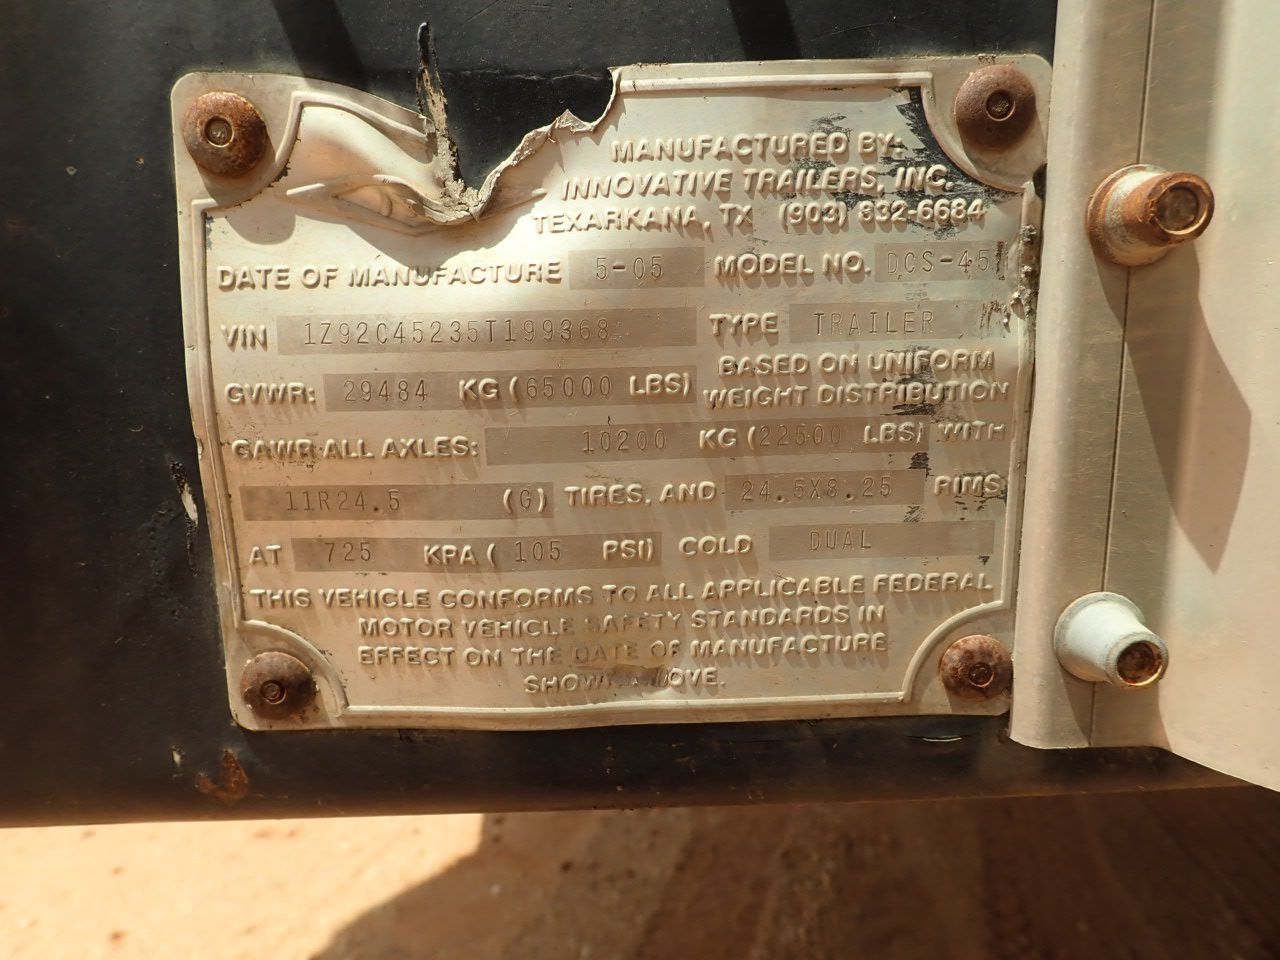 MANUFACTURED BY:
INNOVATIVE TRAILERS, INC.
TEXARKANA, TX (903) 832-6684
DATE OF MANUFACTURE 5-05 MODEL NO. DCS-45
VIN 1Z92C45235T199368 TYPE TRAILER
GVWR: 29484 KG (65000 LBS) BASED ON UNIFORM WEIGHT DISTRIBUTION
GAWR ALL AXLES: 10200 KG (22500 LBS) WITH
11R24.5 (G) TIRES, AND 24.5X8.25 RIMS
AT 725 KPA ( 105 PSI) COLD DUAL
THIS VEHICLE CONFORMS TO ALL APPLICABLE FEDERAL
MOTOR VEHICLE SAFETY STANDARDS IN
EFFECT ON THE DATE OF MANUFACTURE
SHOWN ABOVE.